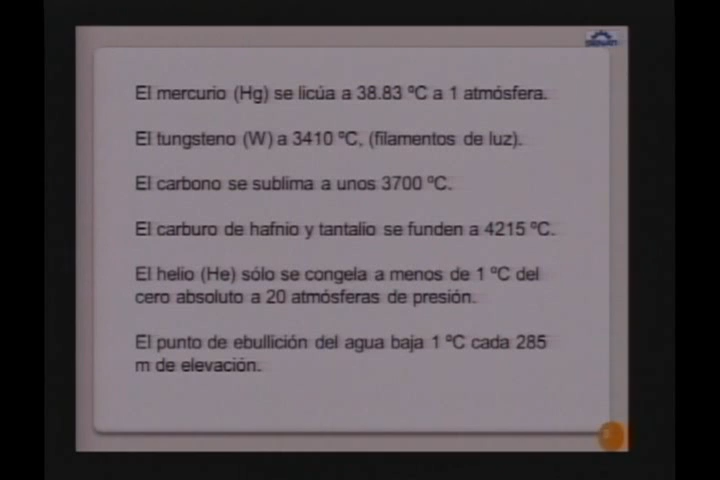 El mercurio (Hg) se licúa a 38.83 ºC a 1 atmósfera.
El tungsteno (W) a 3410 ºC, (filamentos de luz).
El carbono se sublima a unos 3700 ºC.
El carburo de hafnio y tantalio se funden a 4215 ºC.
El helio (He) sólo se congela a menos de 1 ºC del
cero absoluto a 20 atmósferas de presión.
El punto de ebullición del agua baja 1 ºC cada 285
m de elevación.